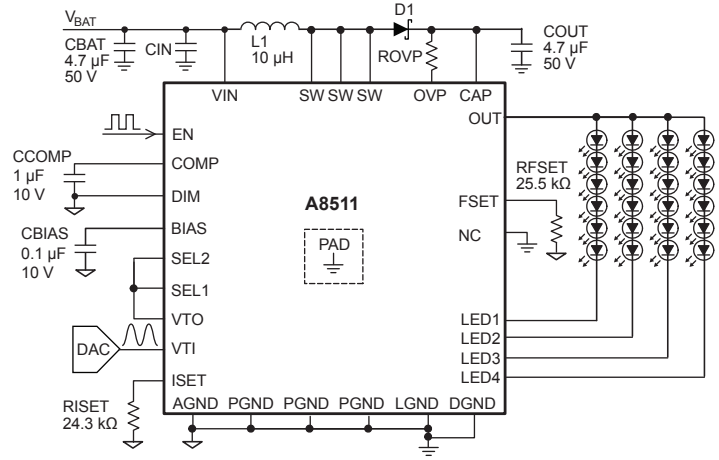 V_BAT
D1
CBAT
4.7 µF
50 V
CIN
L1
10 µH
ROVP
COUT
4.7 µF
50 V
VIN
SW SW SW
OVP
CAP
OUT
EN
CCOMP
1 µF
10 V
COMP
DIM
RFSET
25.5 kΩ
A8511
FSET
CBIAS
0.1 µF
10 V
BIAS
PAD
NC
SEL2
SEL1
VTO
LED1
LED2
LED3
LED4
DAC
VTI
ISET
RISET
24.3 kΩ
AGND PGND PGND PGND LGND DGND